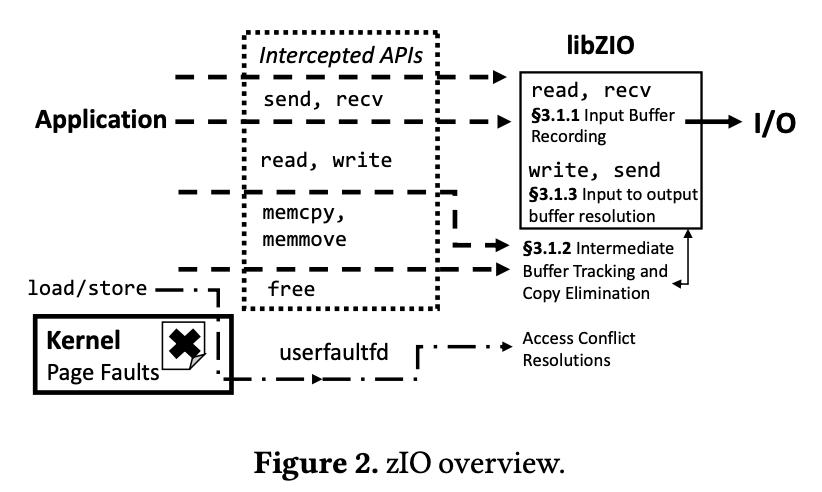 Intercepted APIs
send, recv
read, write
memcpy,
memmove
free
Application
load/store
Kernel
Page Faults
userfaultfd
libZIO
read, recv
§3.1.1 Input Buffer
Recording
write, send
§3.1.3 Input to output
buffer resolution
I/O
§3.1.2 Intermediate
Buffer Tracking and
Copy Elimination
Access Conflict
Resolutions
Figure 2. zIO overview.